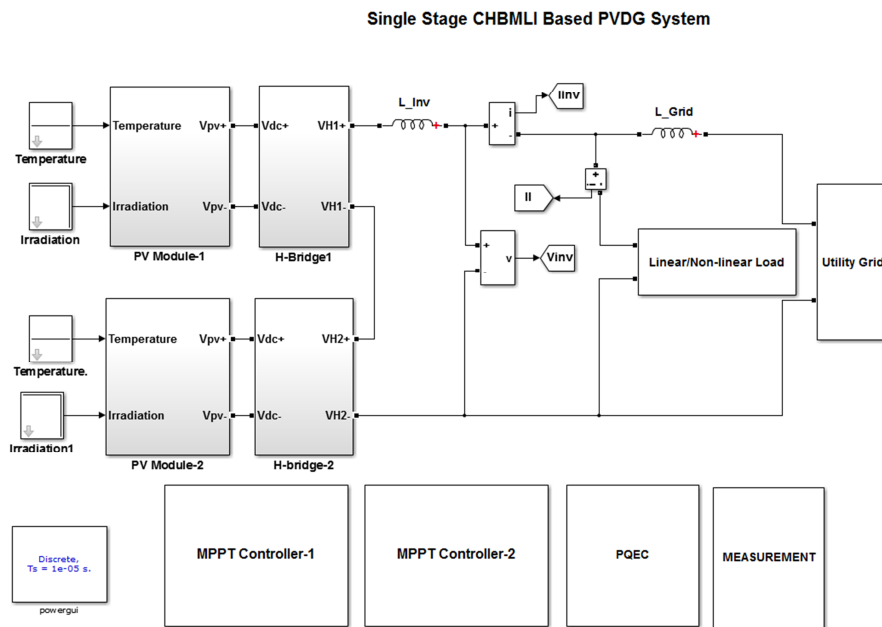 Single Stage CHBMLI Based PVDG System
Temperature
Irradiation
Temperature
Vpv+
Irradiation
Vpv-
PV Module-1
Vdc+
VH1+
Vdc-
VH1-
H-Bridge1
L_Inv
+
+
i
-
IInv
L_Grid
+
+
-
Il
+
-
v
Vinv
Linear/Non-linear Load
Utility Grid
Temperature.
Irradiation1
Temperature
Vpv+
Irradiation
Vpv-
PV Module-2
Vdc+
VH2+
Vdc-
VH2-
H-bridge-2
Discrete,
Ts = 1e-05 s.
powergui
MPPT Controller-1
MPPT Controller-2
PQEC
MEASUREMENT